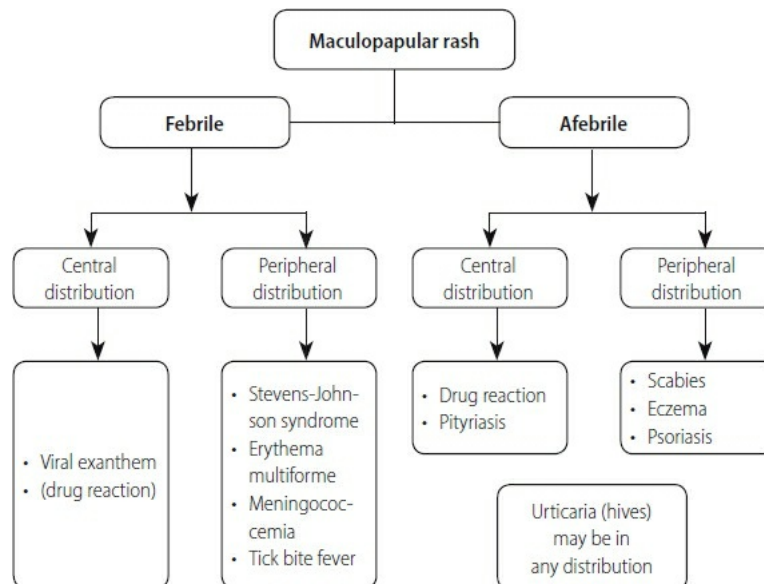 Maculopapular rash
Febrile
Afebrile
Central
distribution
Peripheral
distribution
Central
distribution
Peripheral
distribution
• Viral exanthem
• (drug reaction)
• Stevens-John-
son syndrome
• Erythema
multiforme
• Meningococ-
cemia
• Tick bite fever
• Drug reaction
• Pityriasis
• Scabies
• Eczema
• Psoriasis
Urticaria (hives)
may be in
any distribution